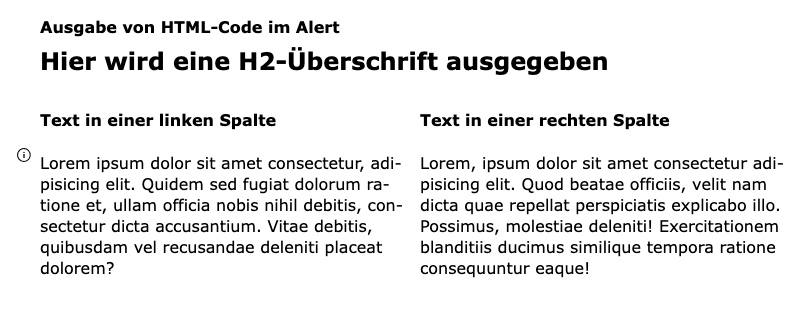 Ausgabe von HTML-Code im Alert
Hier wird eine H2-Überschrift ausgegeben
Text in einer linken Spalte
Lorem ipsum dolor sit amet consectetur, adi-
pisicing elit. Quidem sed fugiat dolorum ra-
tione et, ullam officia nobis nihil debitis, con-
sectetur dicta accusantium. Vitae debitis,
quibusdam vel recusandae deleniti placeat
dolorem?
Text in einer rechten Spalte
Lorem, ipsum dolor sit amet consectetur adi-
pisicing elit. Quod beatae officiis, velit nam
dicta quae repellat perspiciatis explicabo illo.
Possimus, molestiae deleniti! Exercitationem
blanditiis ducimus similique tempora ratione
consequuntur eaque!